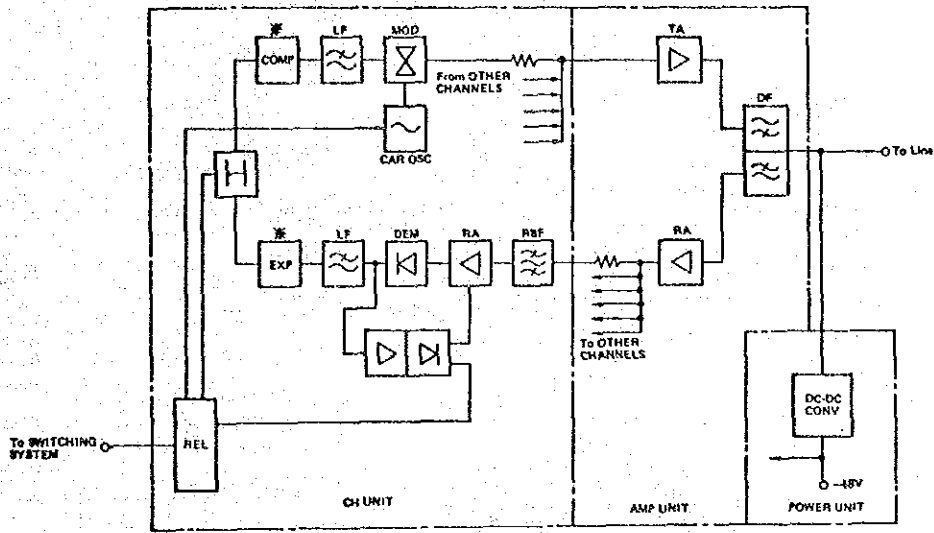 ※ LF MOD TA
COMP
From OTHER
CHANNELS
DF
CAR OSC
To Line
※ LF DEM RA RBF RA
EXP
To OTHER
CHANNELS
DC-DC
CONV
To SWITCHING
SYSTEM
REL
-48V
CH UNIT AMP UNIT POWER UNIT